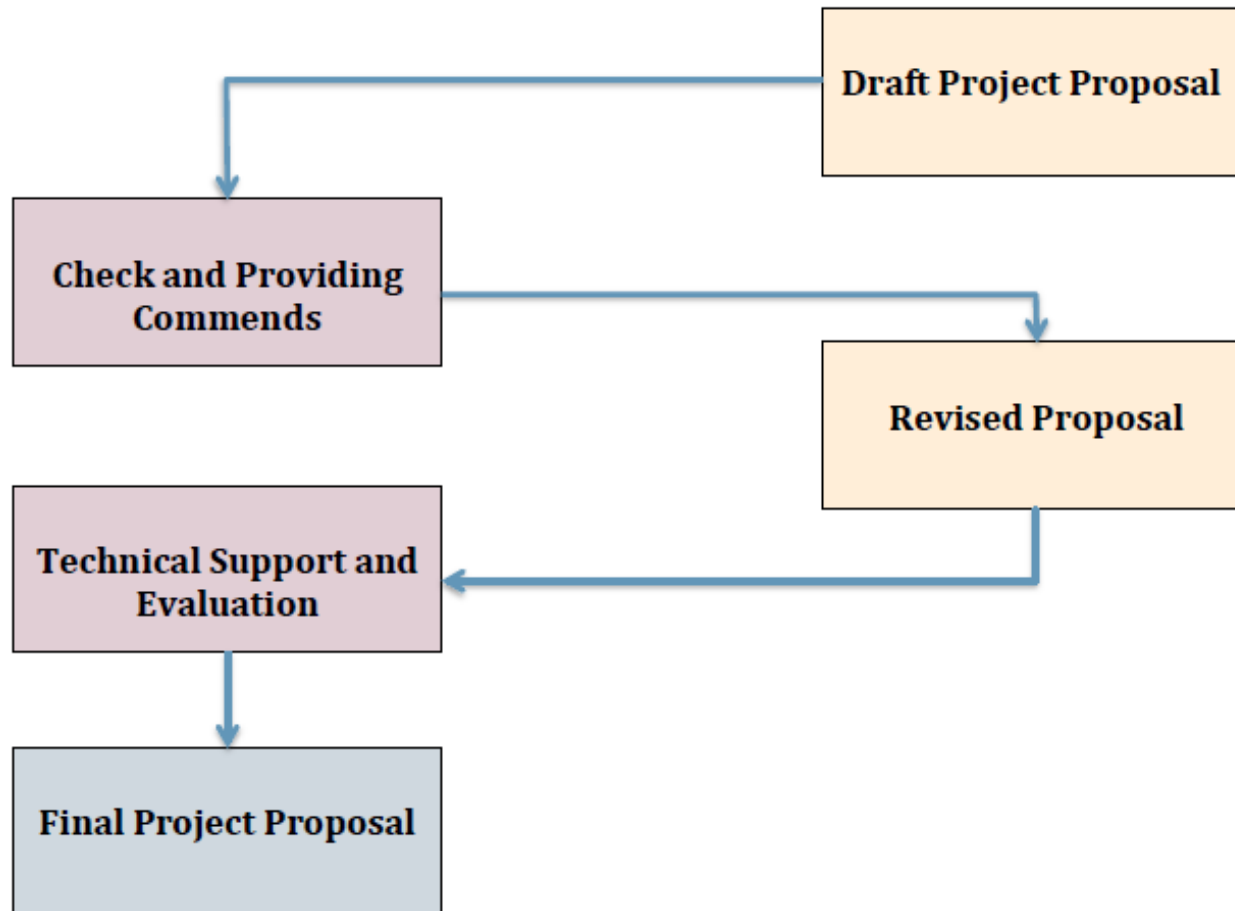 Draft Project Proposal
Check and Providing
Commends
Revised Proposal
Technical Support and
Evaluation
Final Project Proposal